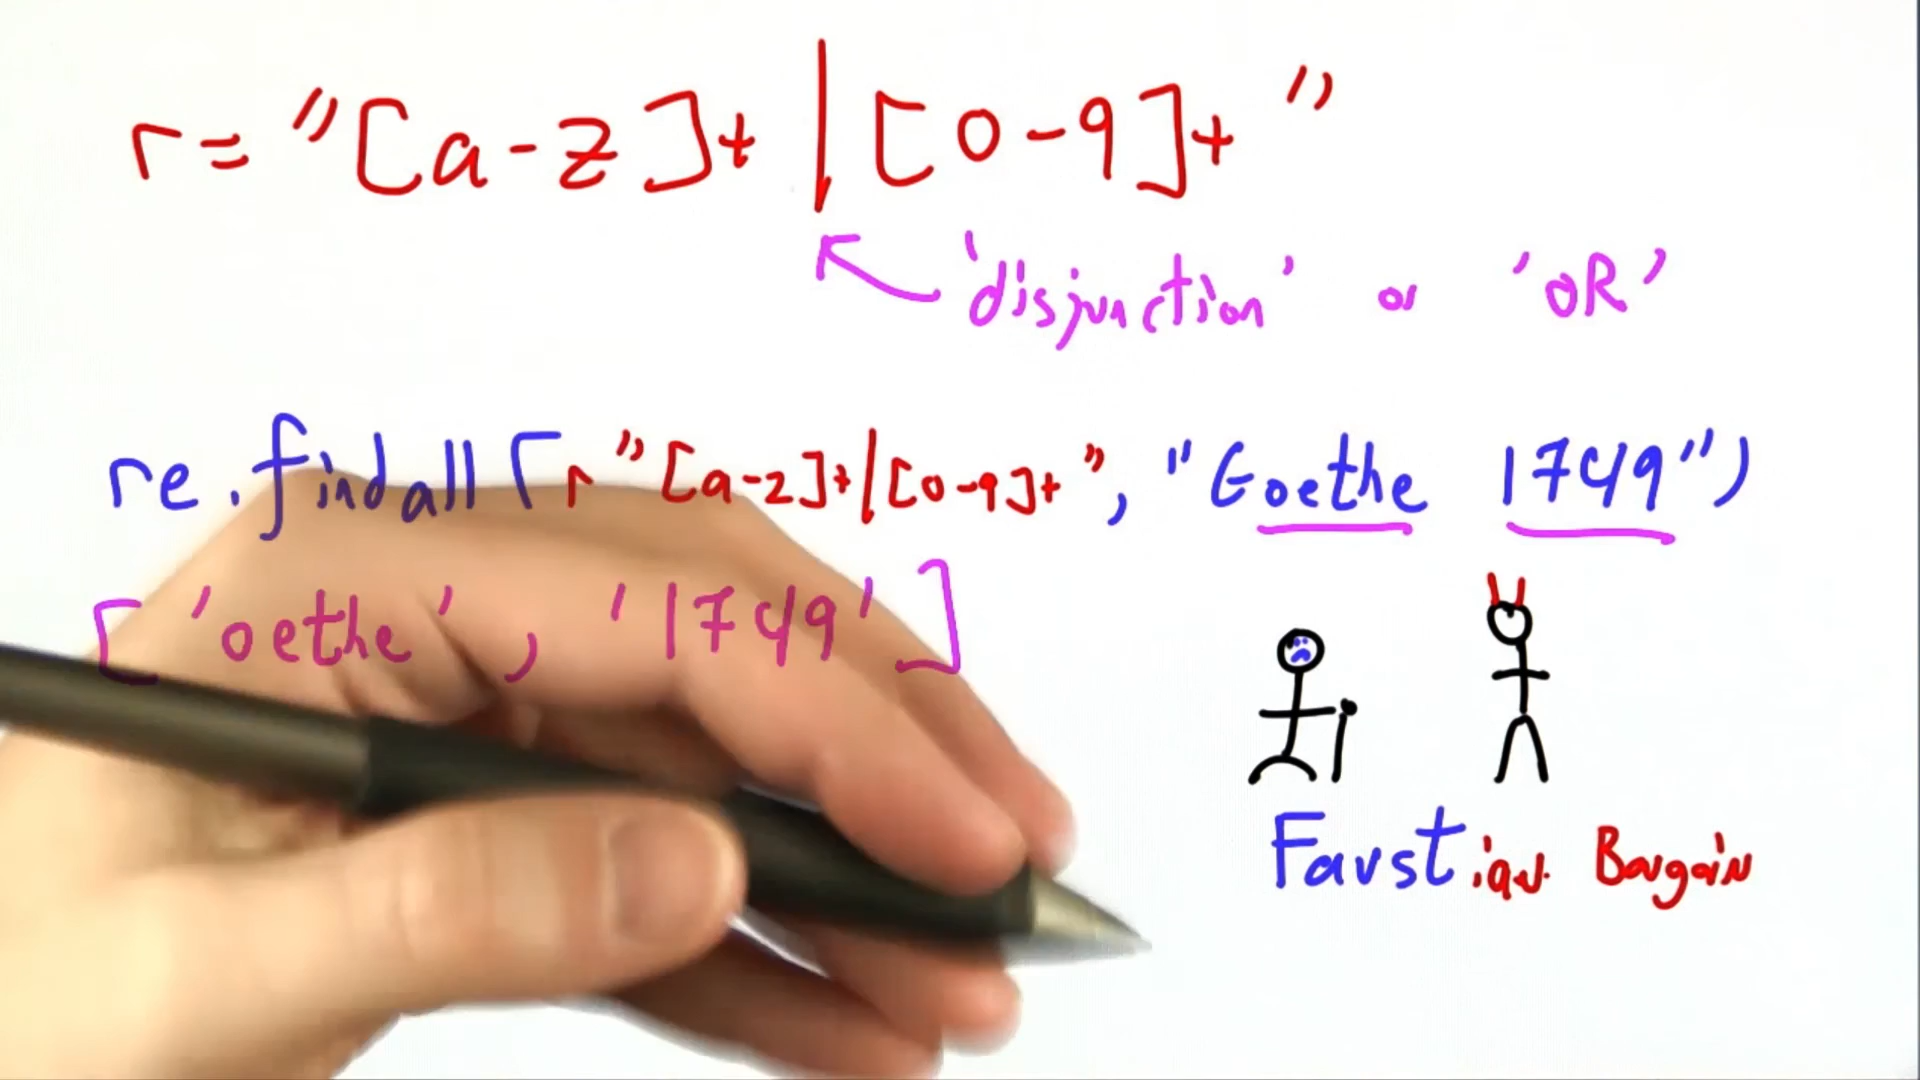 r= "[a-z]+|[0-9]+"
'disjunction' or 'OR'
re.findall(r"[a-z]+|[0-9]+", "Goethe 1749")
['oethe', '1749']
Faustian Bargain